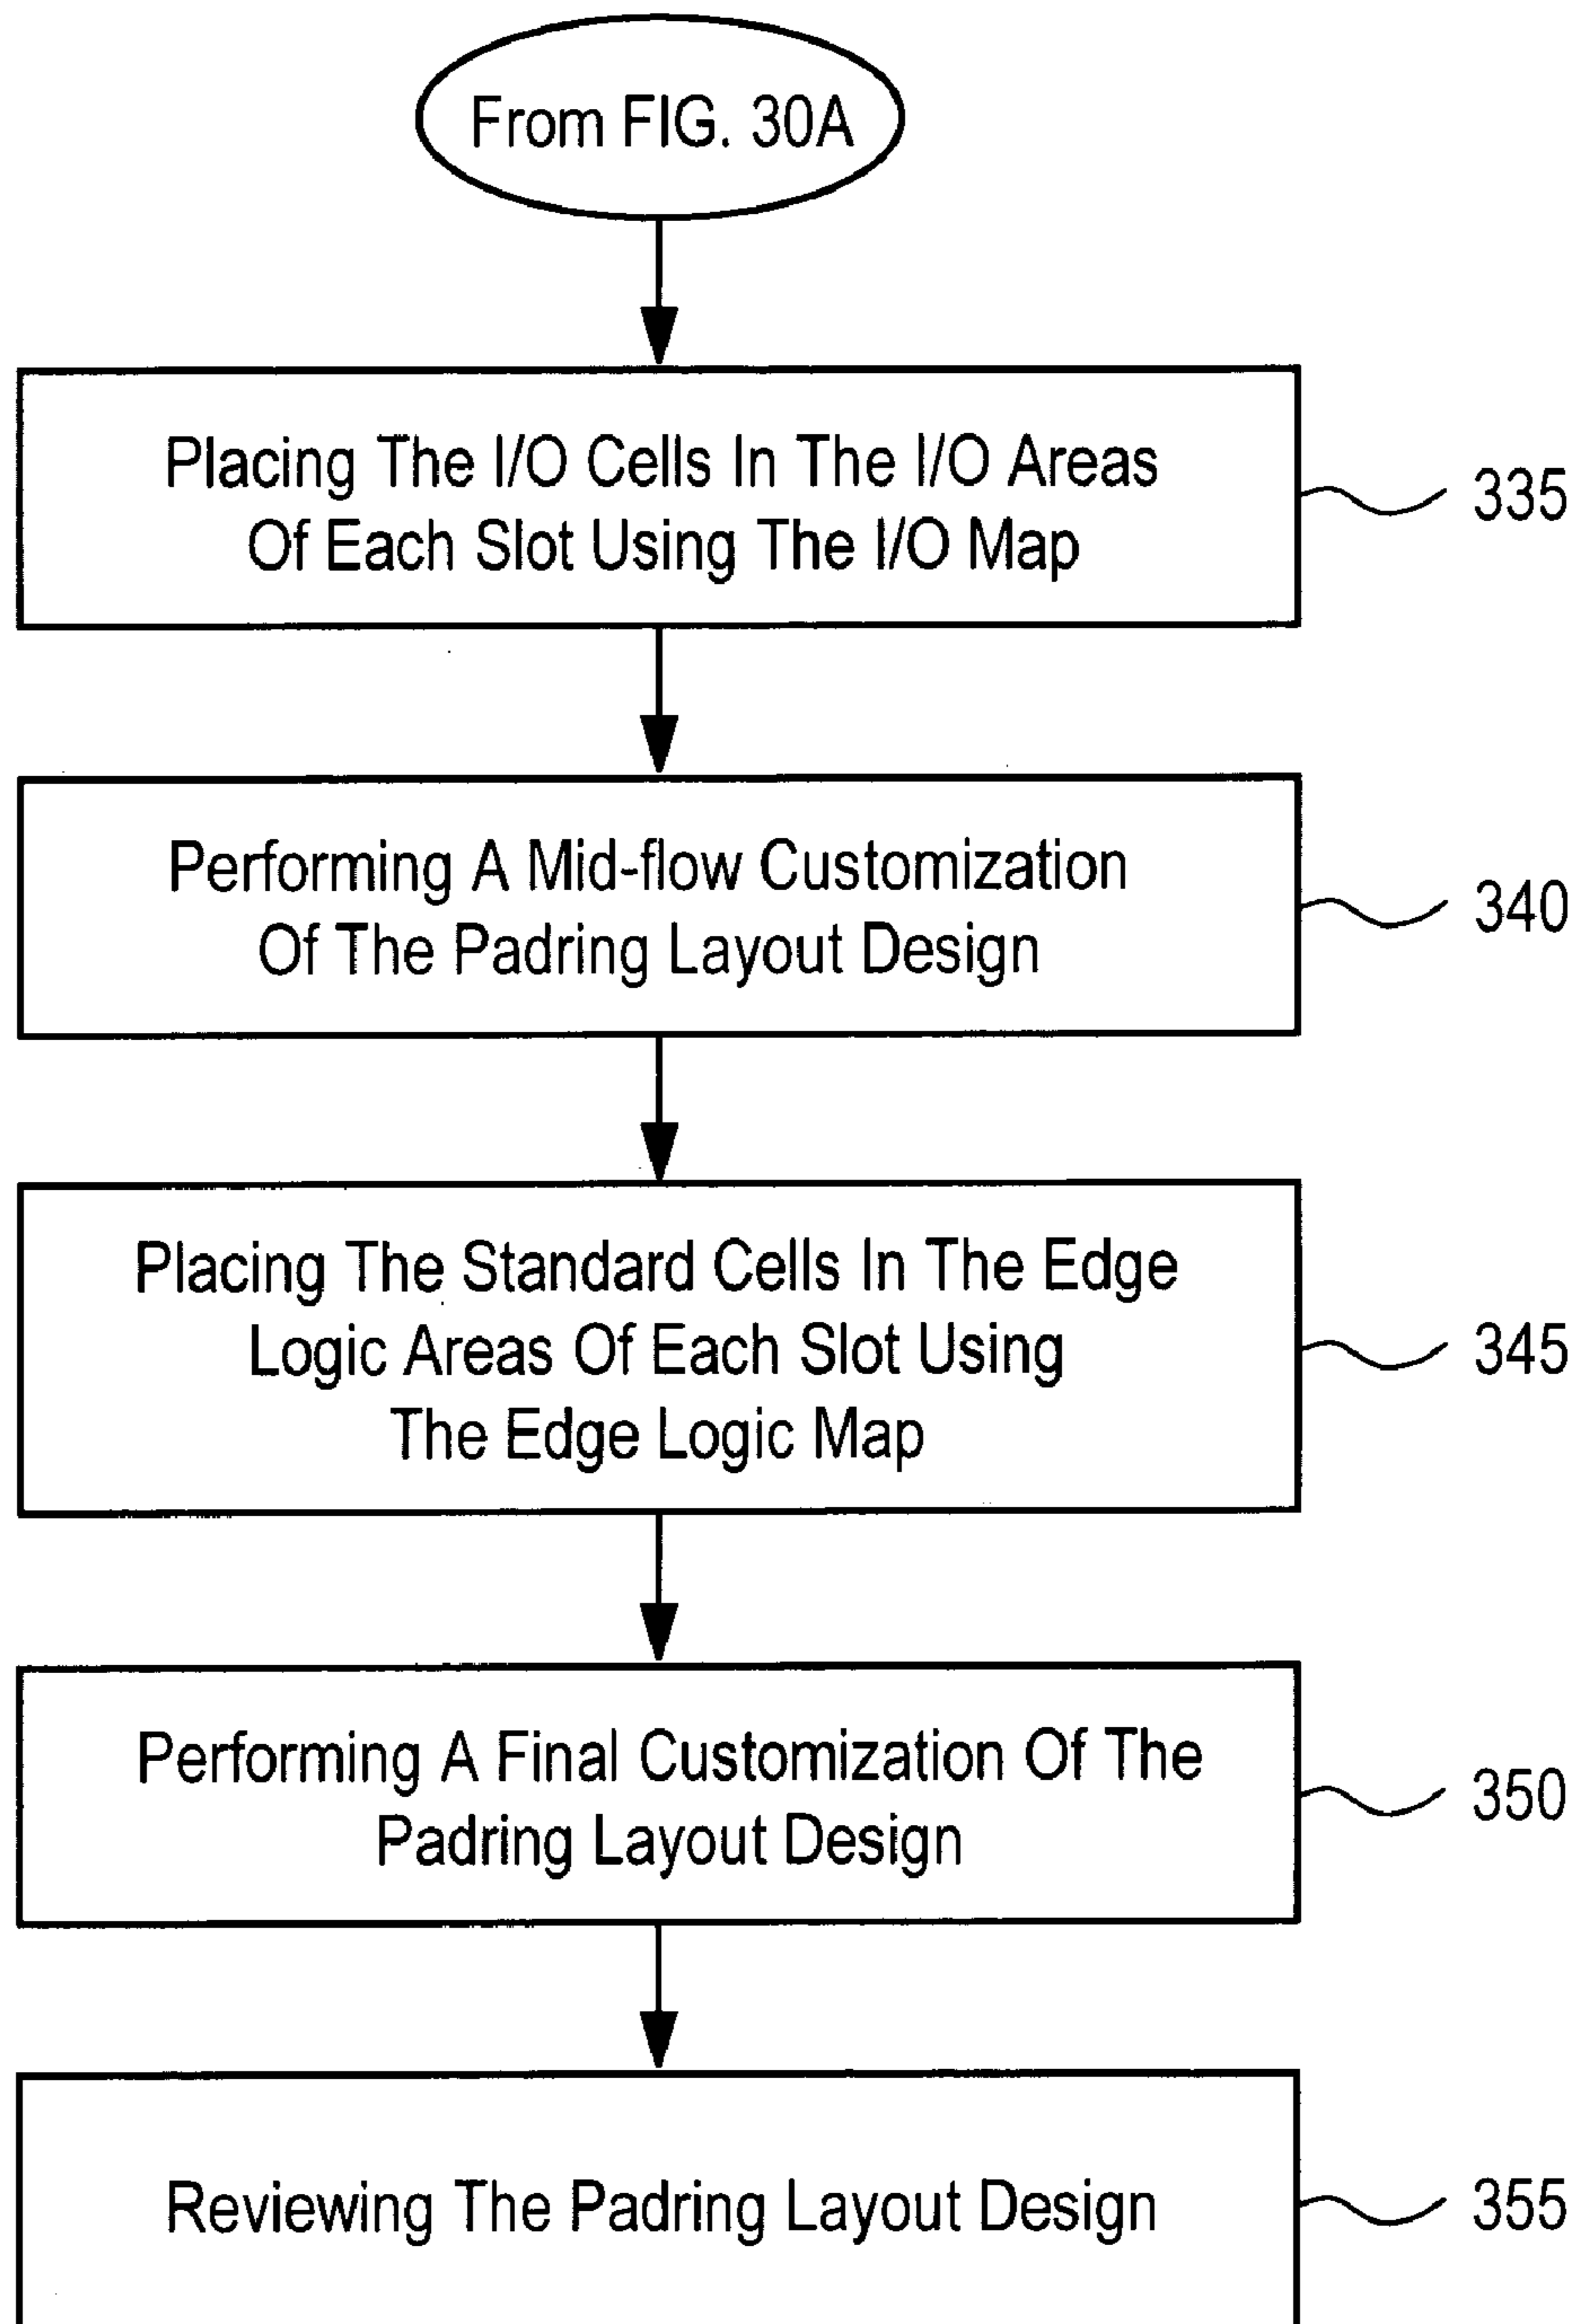 From FIG. 30A
Placing The I/O Cells In The I/O Areas
Of Each Slot Using The I/O Map
335
Performing A Mid-flow Customization
Of The Padring Layout Design
340
Placing The Standard Cells In The Edge
Logic Areas Of Each Slot Using
The Edge Logic Map
345
Performing A Final Customization Of The
Padring Layout Design
350
Reviewing The Padring Layout Design
355